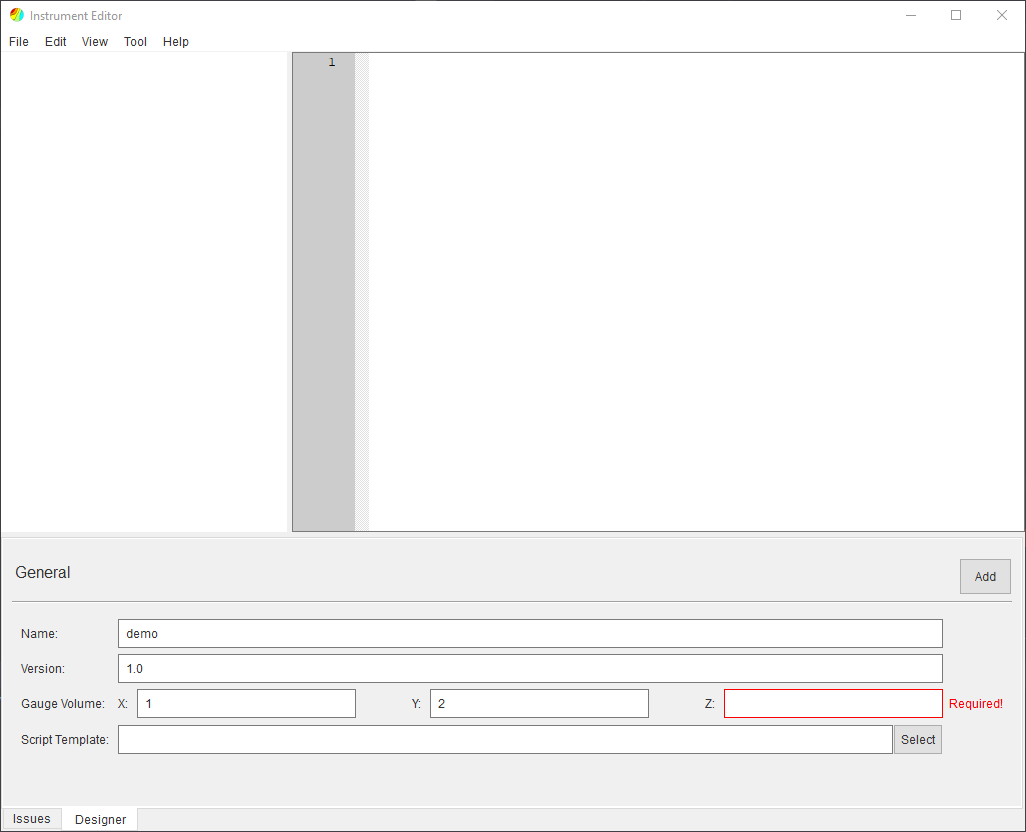 Instrument Editor
File Edit View Tool Help
1
General
Add
Name: demo
Version: 1.0
Gauge Volume: X: 1 Y: 2 Z: Required!
Script Template: Select
Issues Designer